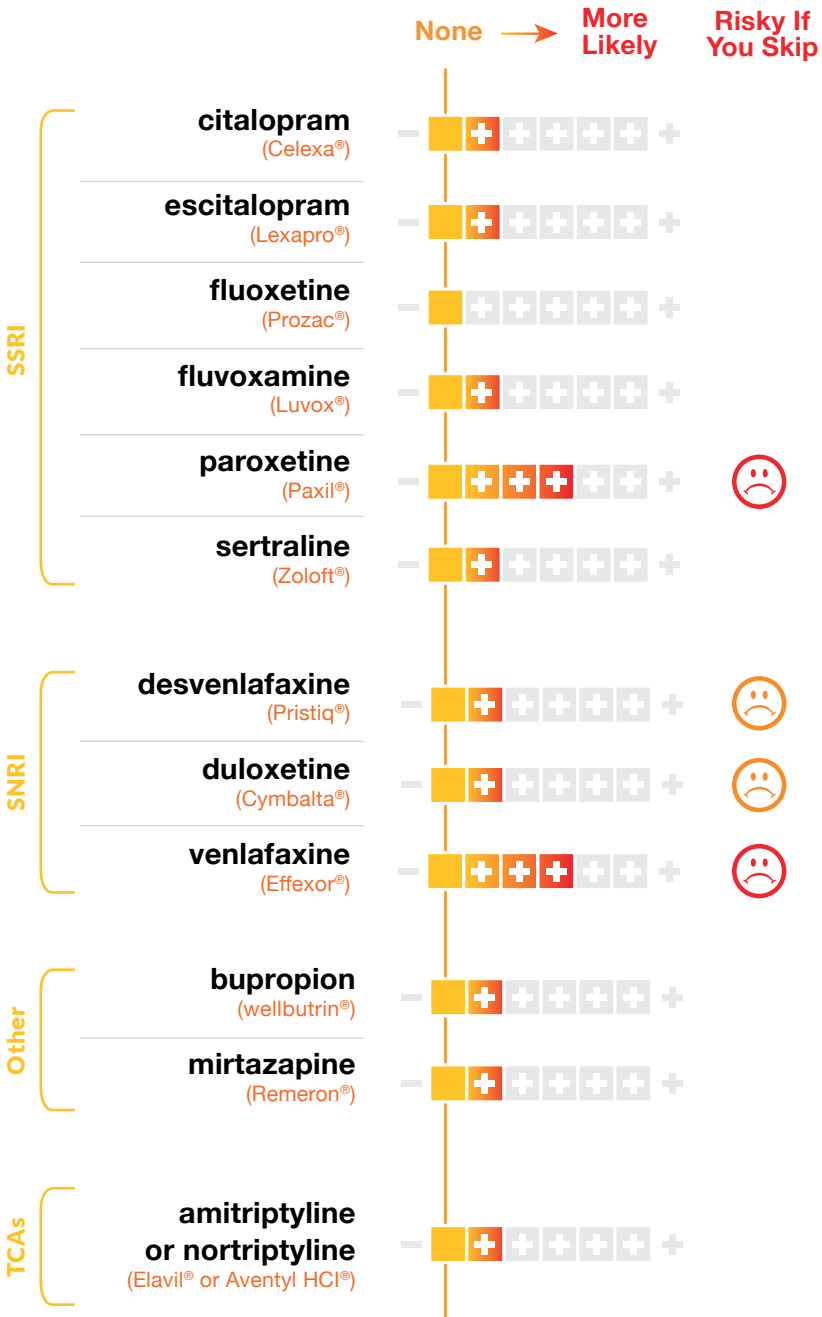 None
More
Likely
Risky If
You Skip
SSRI
citalopram
(Celexa®)
escitalopram
(Lexapro®)
fluoxetine
(Prozac®)
fluvoxamine
(Luvox®)
paroxetine
(Paxil®)
sertraline
(Zoloft®)
SNRI
desvenlafaxine
(Pristiq®)
duloxetine
(Cymbalta®)
venlafaxine
(Effexor®)
Other
bupropion
(wellbutrin®)
mirtazapine
(Remeron®)
TCAs
amitriptyline
or nortriptyline
(Elavil® or Aventyl HCI®)